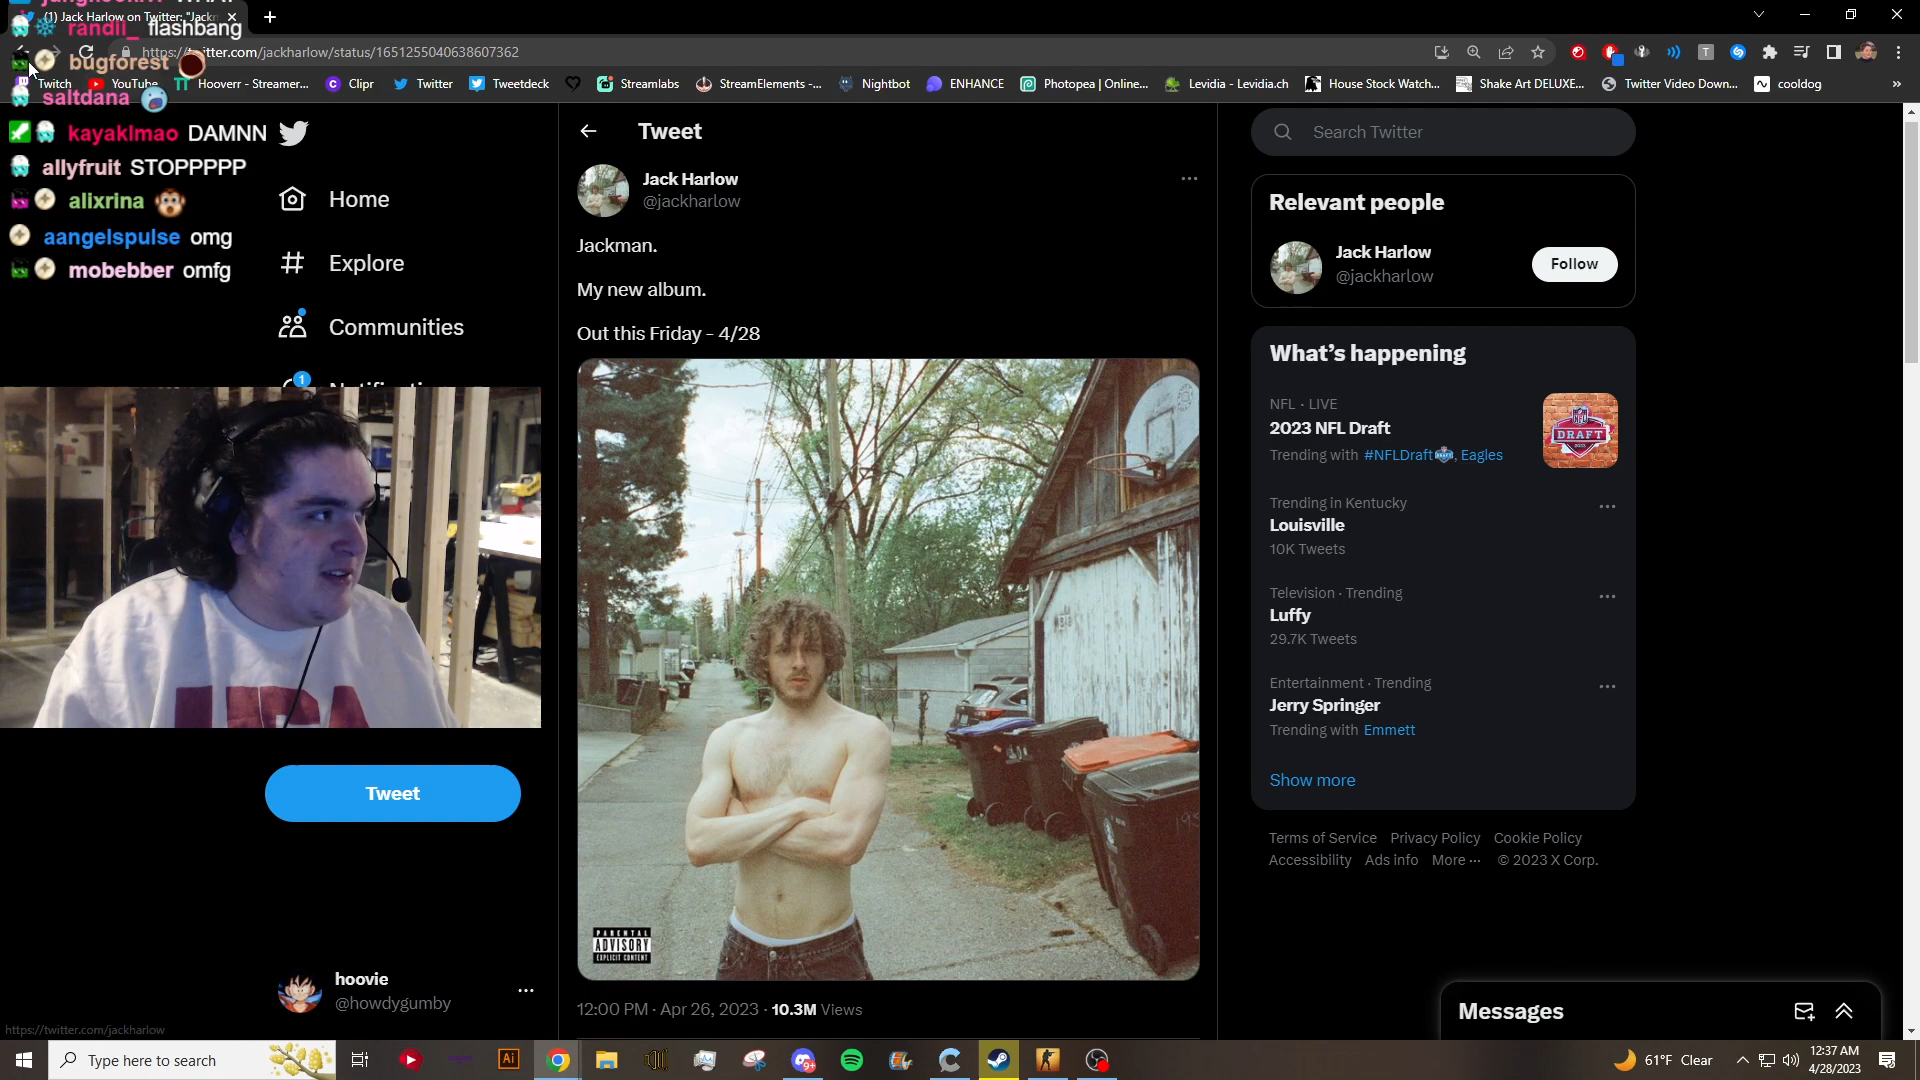 (1) Jack Harlow on Twitter: "Jackm
randii_ flashbang
https://twitter.com/jackharlow/status/1651255040638607362
bugforest
Twitch
YouTube
Hooverr - Streamer...
Clipr
Twitter
Tweetdeck
Streamlabs
StreamElements -...
Nightbot
ENHANCE
Photopea | Online...
Levidia - Levidia.ch
House Stock Watch...
Shake Art DELUXE...
Twitter Video Down...
cooldog
»
saltdana
kayaklmao DAMNN
allyfruit STOPPPPP
alixrina
aangelspulse omg
mobebber omfg
Home
Explore
Communities
1
Tweet
hoovie
@howdygumby
https://twitter.com/jackharlow
Tweet
Jack Harlow
@jackharlow
Jackman.
My new album.
Out this Friday - 4/28
PARENTAL
ADVISORY
EXPLICIT CONTENT
12:00 PM · Apr 26, 2023 · 10.3M Views
Search Twitter
Relevant people
Jack Harlow
@jackharlow
Follow
What's happening
NFL · LIVE
2023 NFL Draft
Trending with #NFLDraft, Eagles
DRAFT
Trending in Kentucky
Louisville
10K Tweets
Television · Trending
Luffy
29.7K Tweets
Entertainment · Trending
Jerry Springer
Trending with Emmett
Show more
Terms of Service Privacy Policy Cookie Policy
Accessibility Ads info More ··· © 2023 X Corp.
Messages
Type here to search
Ai
9+
61°F Clear
12:37 AM
4/28/2023